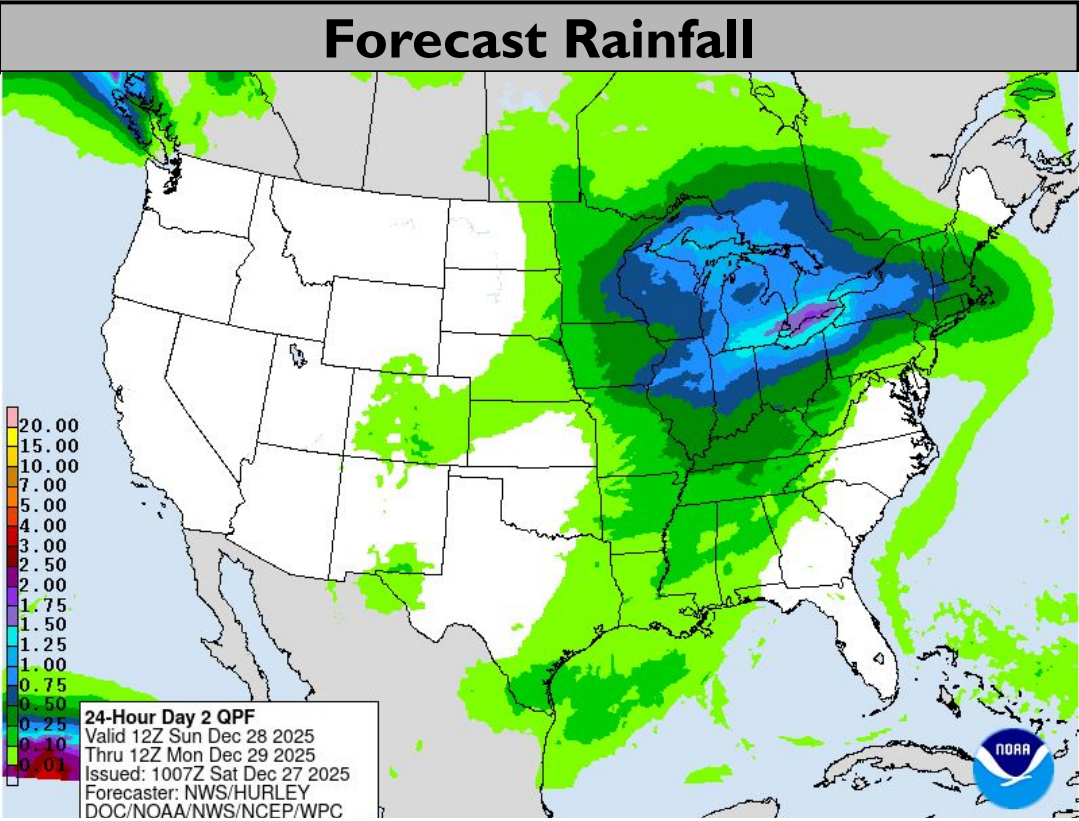 Forecast Rainfall
20.00
15.00
10.00
7.00
5.00
4.00
3.00
2.50
2.00
1.75
1.50
1.25
1.00
0.75
0.50
0.25
0.10
0.01
24-Hour Day 2 QPF
Valid 12Z Sun Dec 28 2025
Thru 12Z Mon Dec 29 2025
Issued: 1007Z Sat Dec 27 2025
Forecaster: NWS/HURLEY
DOC/NOAA/NWS/NCEP/WPC
NOAA